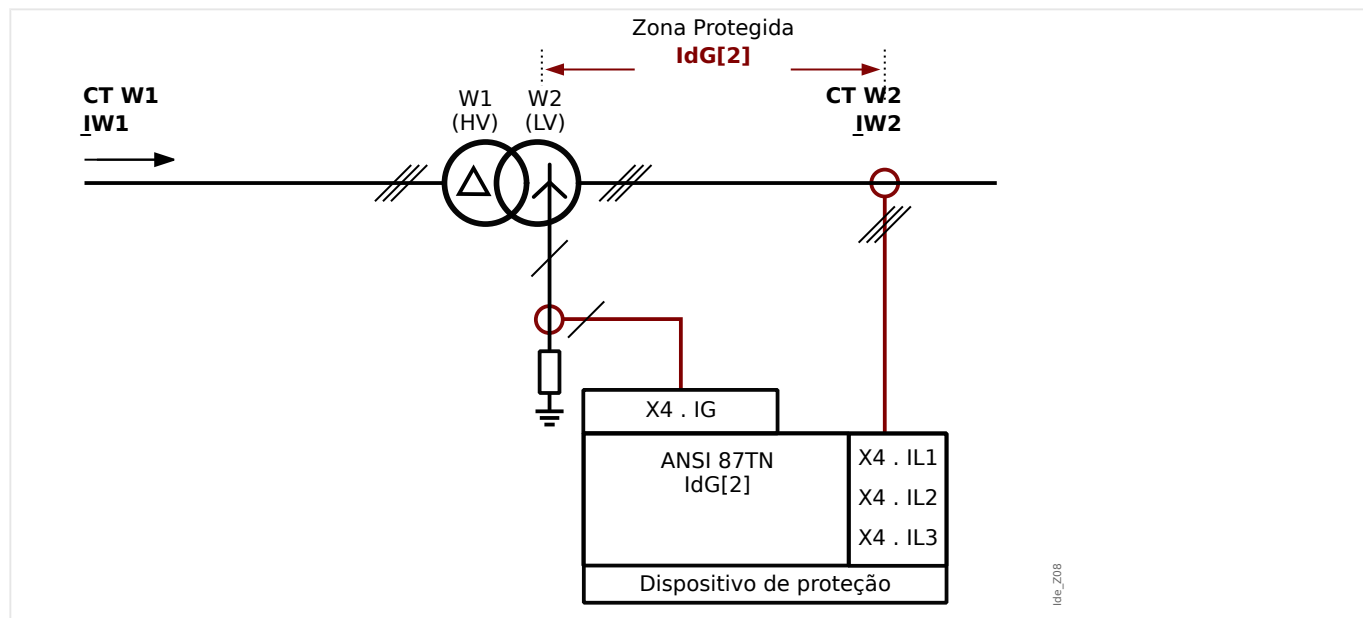 Zona Protegida
IdG[2]
CT W1
IW1
W1
(HV)
W2
(LV)
CT W2
IW2
X4 . IG
ANSI 87TN
IdG[2]
X4 . IL1
X4 . IL2
X4 . IL3
Dispositivo de proteção
Ide_Z08